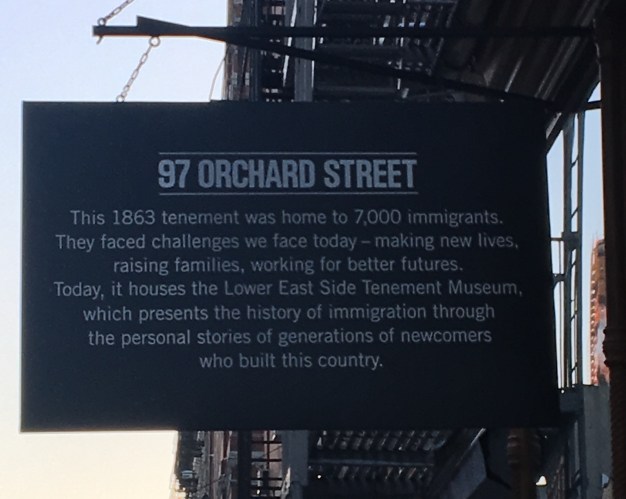 97 ORCHARD STREET
This 1863 tenement was home to 7,000 immigrants.
They faced challenges we face today – making new lives,
raising families, working for better futures.
Today, it houses the Lower East Side Tenement Museum,
which presents the history of immigration through
the personal stories of generations of newcomers
who built this country.